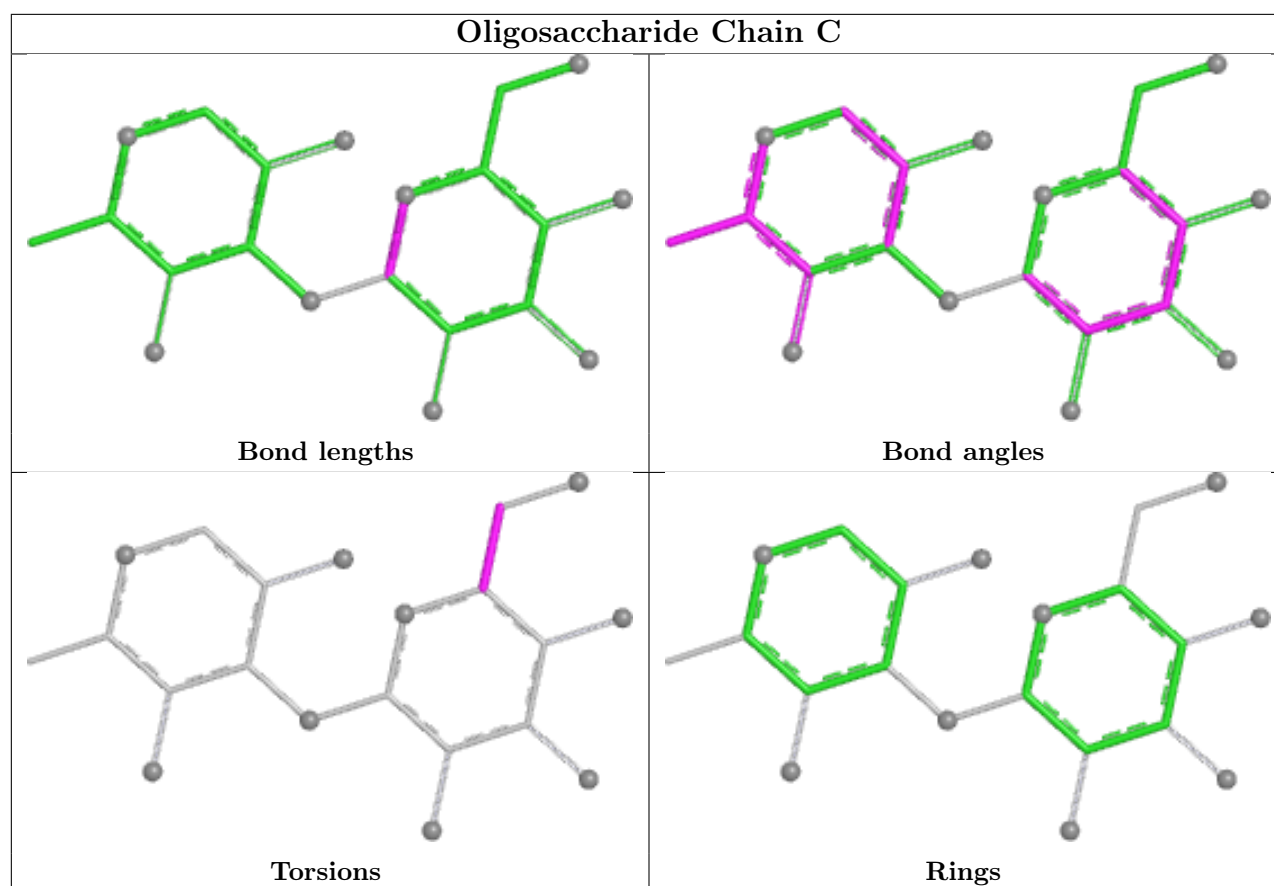 Oligosaccharide Chain C
Bond lengths
Bond angles
Torsions
Rings